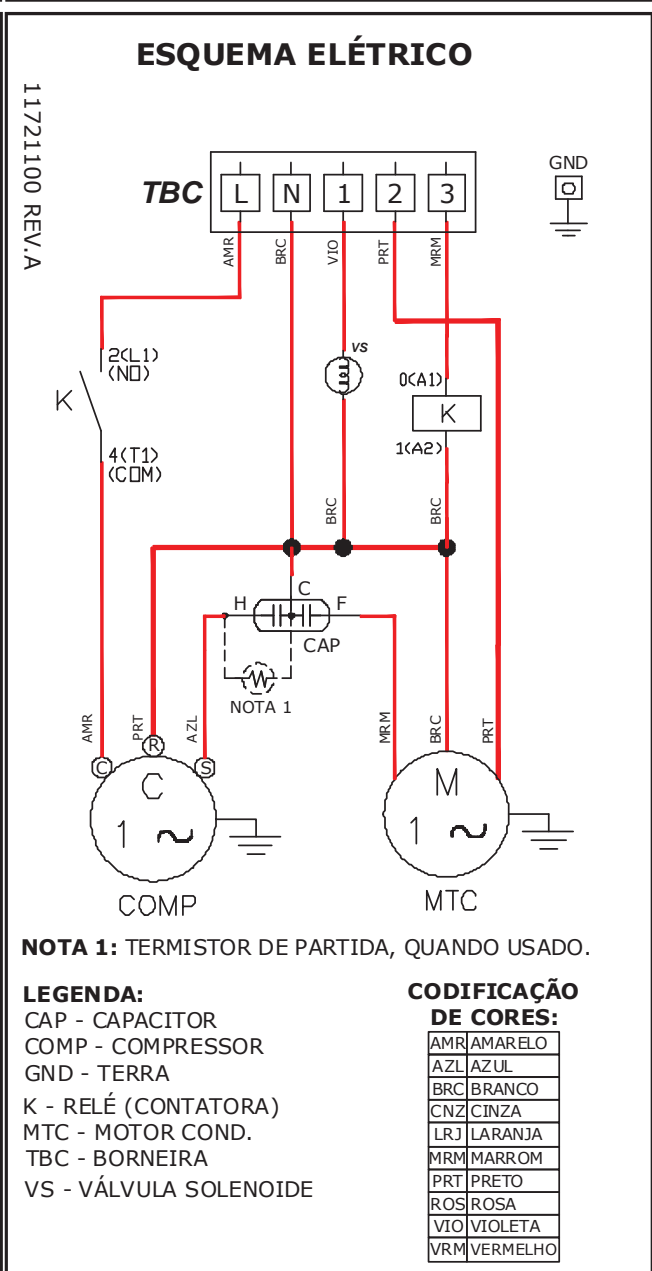 ESQUEMA ELÉTRICO
11721100 REV.A
GND
TBC L N 1 2 3
AMR BRC VIO PRT MRM
VS
2(L1)
(NO)
K
4(T1)
(COM)
0(A1)
K
1(A2)
BRC BRC
C
H F
CAP
NOTA 1
AMR PRT AZL MRM BRC PRT
C R S
C
1
COMP
M
1
MTC
NOTA 1: TERMISTOR DE PARTIDA, QUANDO USADO.
LEGENDA:
CAP - CAPACITOR
COMP - COMPRESSOR
GND - TERRA
K - RELÉ (CONTATORA)
MTC - MOTOR COND.
TBC - BORNEIRA
VS - VÁLVULA SOLENOIDE
CODIFICAÇÃO
DE CORES:
AMR AMARELO
AZL AZUL
BRC BRANCO
CNZ CINZA
LRJ LARANJA
MRM MARROM
PRT PRETO
ROS ROSA
VIO VIOLETA
VRM VERMELHO